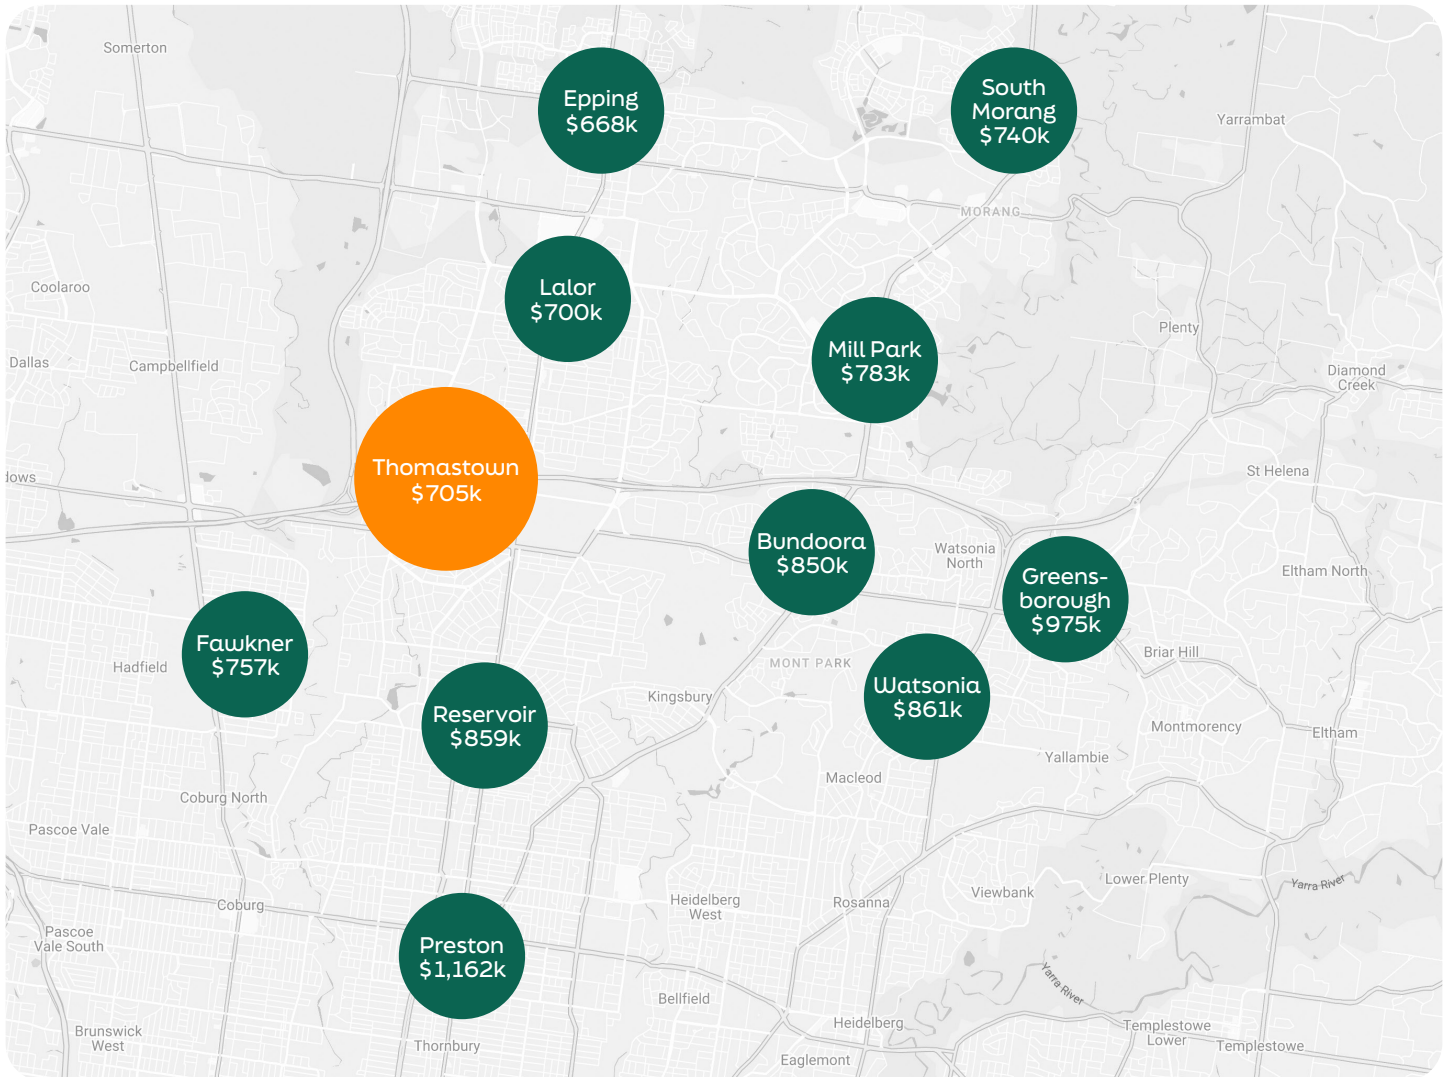 Somerton
Epping
$668k
South
Morang
$740k
Yarrambat
MORANG
Coolaroo
Lalor
$700k
Plenty
Dallas
Campbellfield
Mill Park
$783k
Diamond
Creek
Thomastown
$705k
dows
St Helena
Bundoora
$850k
Watsonia
North
Greens-
borough
$975k
Eltham North
Fawkner
$757k
Hadfield
MONT PARK
Briar Hill
Kingsbury
Watsonia
$861k
Reservoir
$859k
Montmorency
Eltham
Yallambie
Macleod
Coburg North
Pascoe Vale
Lower Plenty
Yarra River
Viewbank
Heidelberg
West
Rosanna
Coburg
Pascoe
Vale South
Preston
$1,162k
Yarra River
Bellfield
Heidelberg
Templestowe
Lower
Brunswick
West
Thornbury
Templestowe
Eaglemont